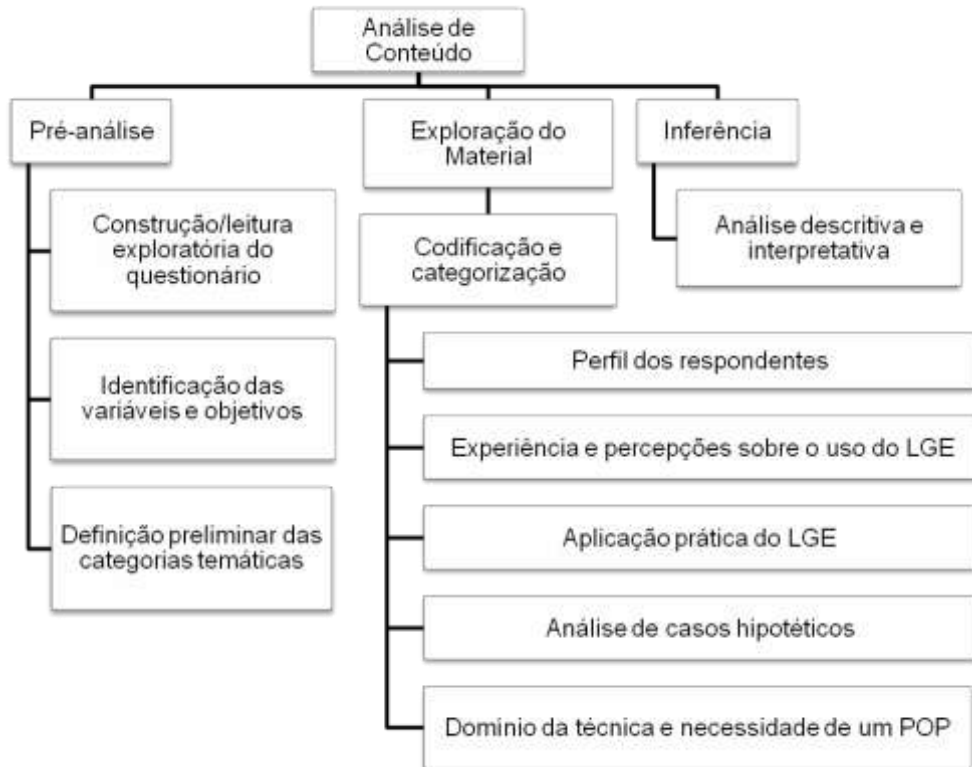 Análise de
Conteúdo
Pré-análise
Exploração do
Material
Inferência
Construção/leitura
exploratória do
questionário
Identificação das
variáveis e objetivos
Definição preliminar das
categorias temáticas
Codificação e
categorização
Perfil dos respondentes
Experiência e percepções sobre o uso do LGE
Aplicação prática do LGE
Análise de casos hipotéticos
Domínio da técnica e necessidade de um POP
Análise descritiva e
interpretativa